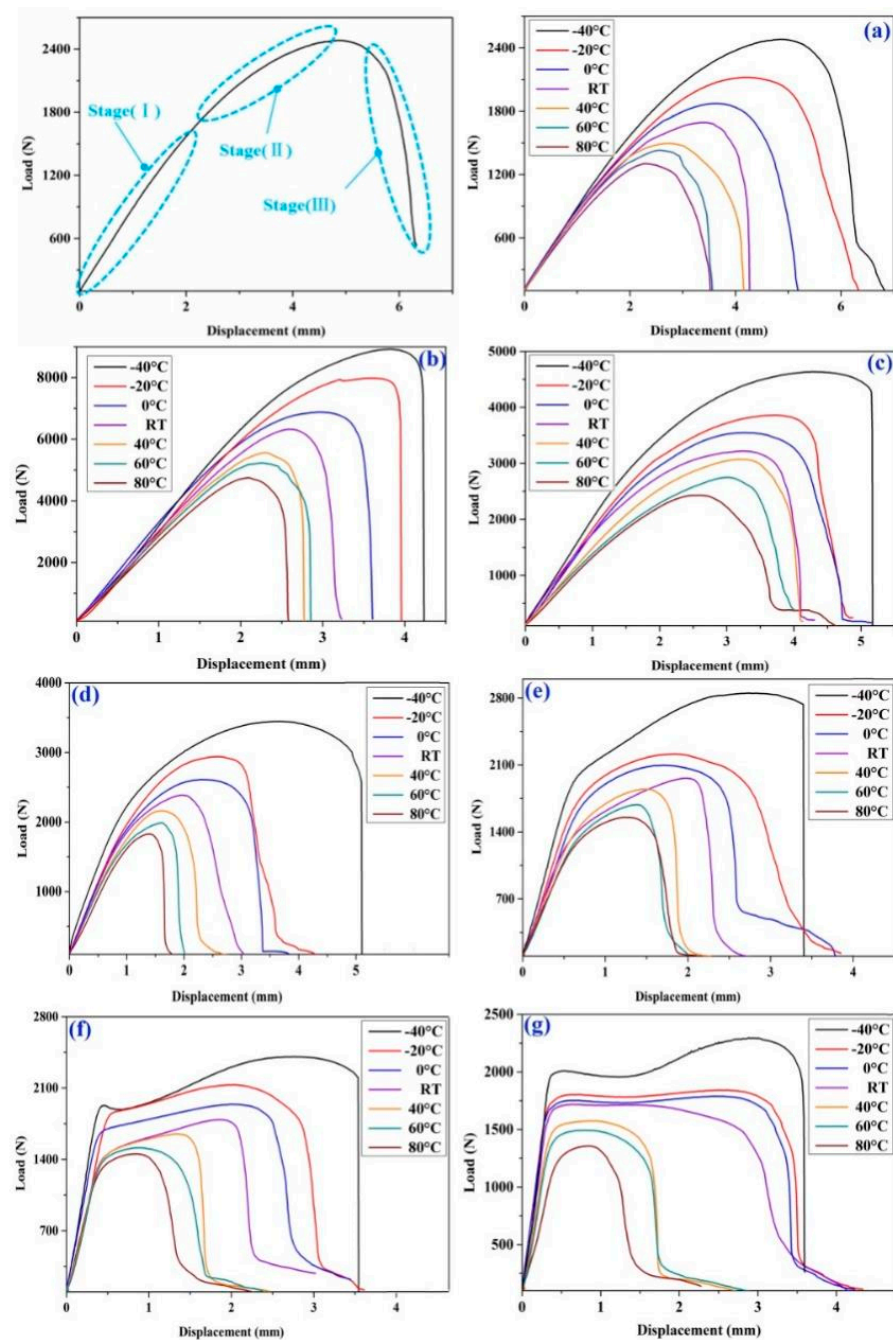 2400
1800
1200
600
Load (N)
Stage( Ⅰ )
Stage( Ⅱ )
Stage(Ⅲ)
0
2
4
6
Displacement (mm)
(a)
-40°C
-20°C
0°C
RT
40°C
60°C
80°C
2400
1800
1200
600
Load (N)
0
2
4
6
Displacement (mm)
(b)
-40°C
-20°C
0°C
RT
40°C
60°C
80°C
8000
6000
4000
2000
Load (N)
0
1
2
3
4
Displacement (mm)
(c)
-40°C
-20°C
0°C
RT
40°C
60°C
80°C
5000
4000
3000
2000
1000
Load (N)
0
1
2
3
4
5
Displacement (mm)
(d)
-40°C
-20°C
0°C
RT
40°C
60°C
80°C
4000
3000
2000
1000
Load (N)
0
1
2
3
4
5
Displacement (mm)
(e)
-40°C
-20°C
0°C
RT
40°C
60°C
80°C
2800
2100
1400
700
Load (N)
0
1
2
3
4
Displacement (mm)
(f)
-40°C
-20°C
0°C
RT
40°C
60°C
80°C
2800
2100
1400
700
Load (N)
0
1
2
3
4
Displacement (mm)
(g)
-40°C
-20°C
0°C
RT
40°C
60°C
80°C
2500
2000
1500
1000
500
Load (N)
0
1
2
3
4
Displacement (mm)